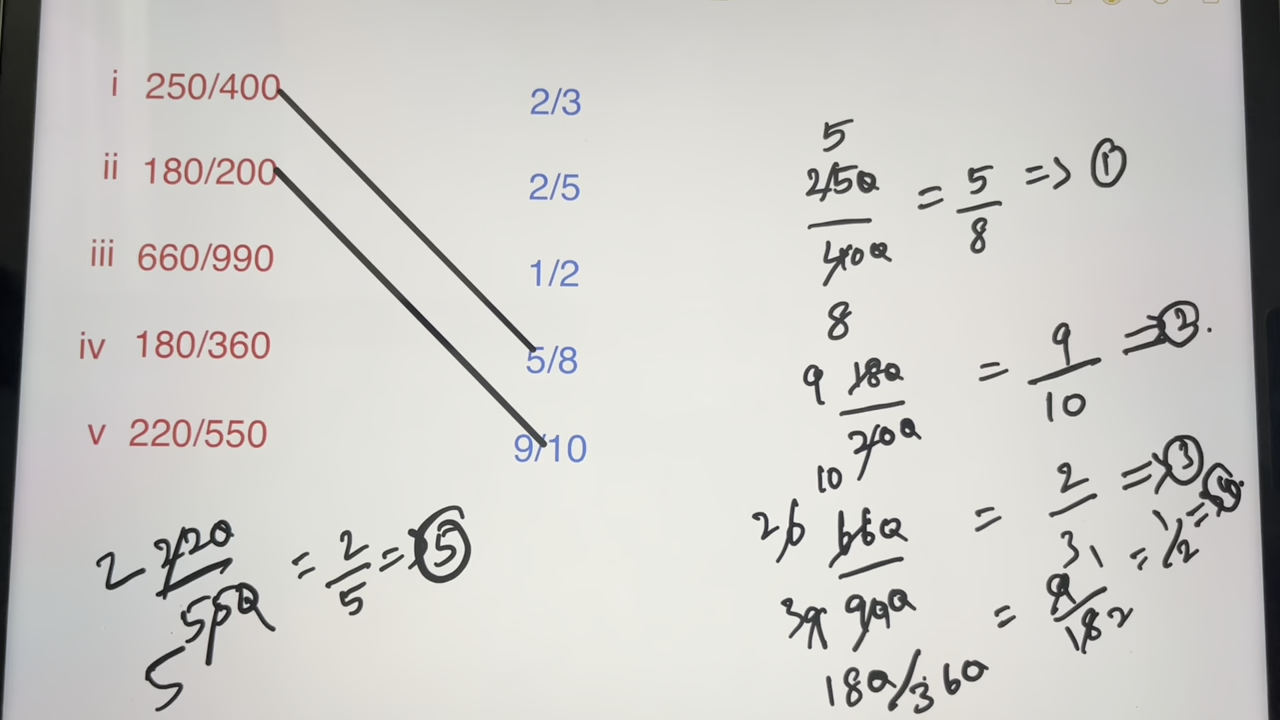 i 250/400
ii 180/200
iii 660/990
iv 180/360
v 220/550
2/3
2/5
1/2
5/8
9/10
5
250/400 = 5/8 => 1
8
9 180/200 = 9/10 => 2.
10
2 6 660/990 = 2/3 => 3
3 9
180/360 = 9/18 2 = 1/2 =
2 220/550 = 2/5 = 5
5